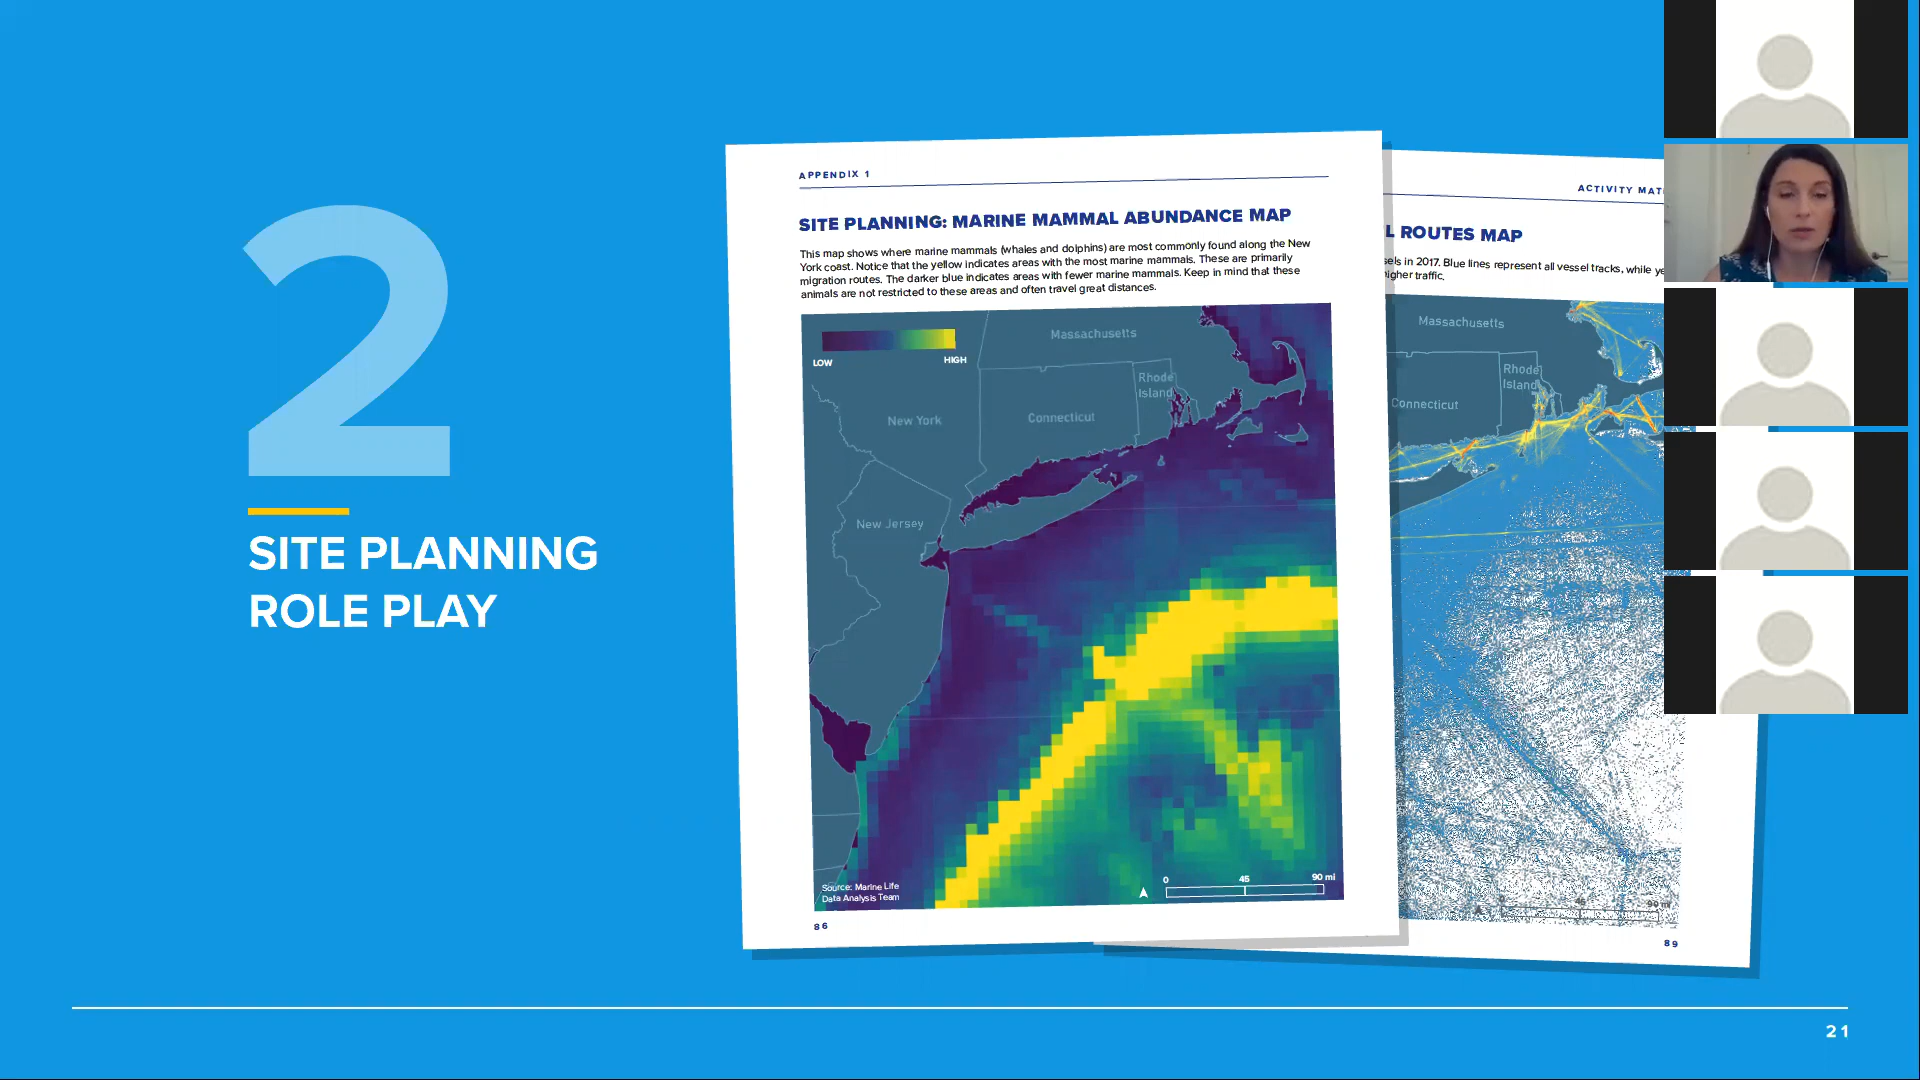 2
SITE PLANNING
ROLE PLAY
APPENDIX 1
SITE PLANNING: MARINE MAMMAL ABUNDANCE MAP
This map shows where marine mammals (whales and dolphins) are most commonly found along the New
York coast. Notice that the yellow indicates areas with the most marine mammals. These are primarily
migration routes. The darker blue indicates areas with fewer marine mammals. Keep in mind that these
animals are not restricted to these areas and often travel great distances.
LOW
HIGH
Massachusetts
Rhode
Island
New York
Connecticut
New Jersey
Source: Marine Life
Data Analysis Team
0 45 90 mi
86
ACTIVITY
ROUTES MAP
in 2017. Blue lines represent all vessel tracks, while
higher traffic.
Massachusetts
Rhode
Island
Connecticut
0 45 90 mi
89
21